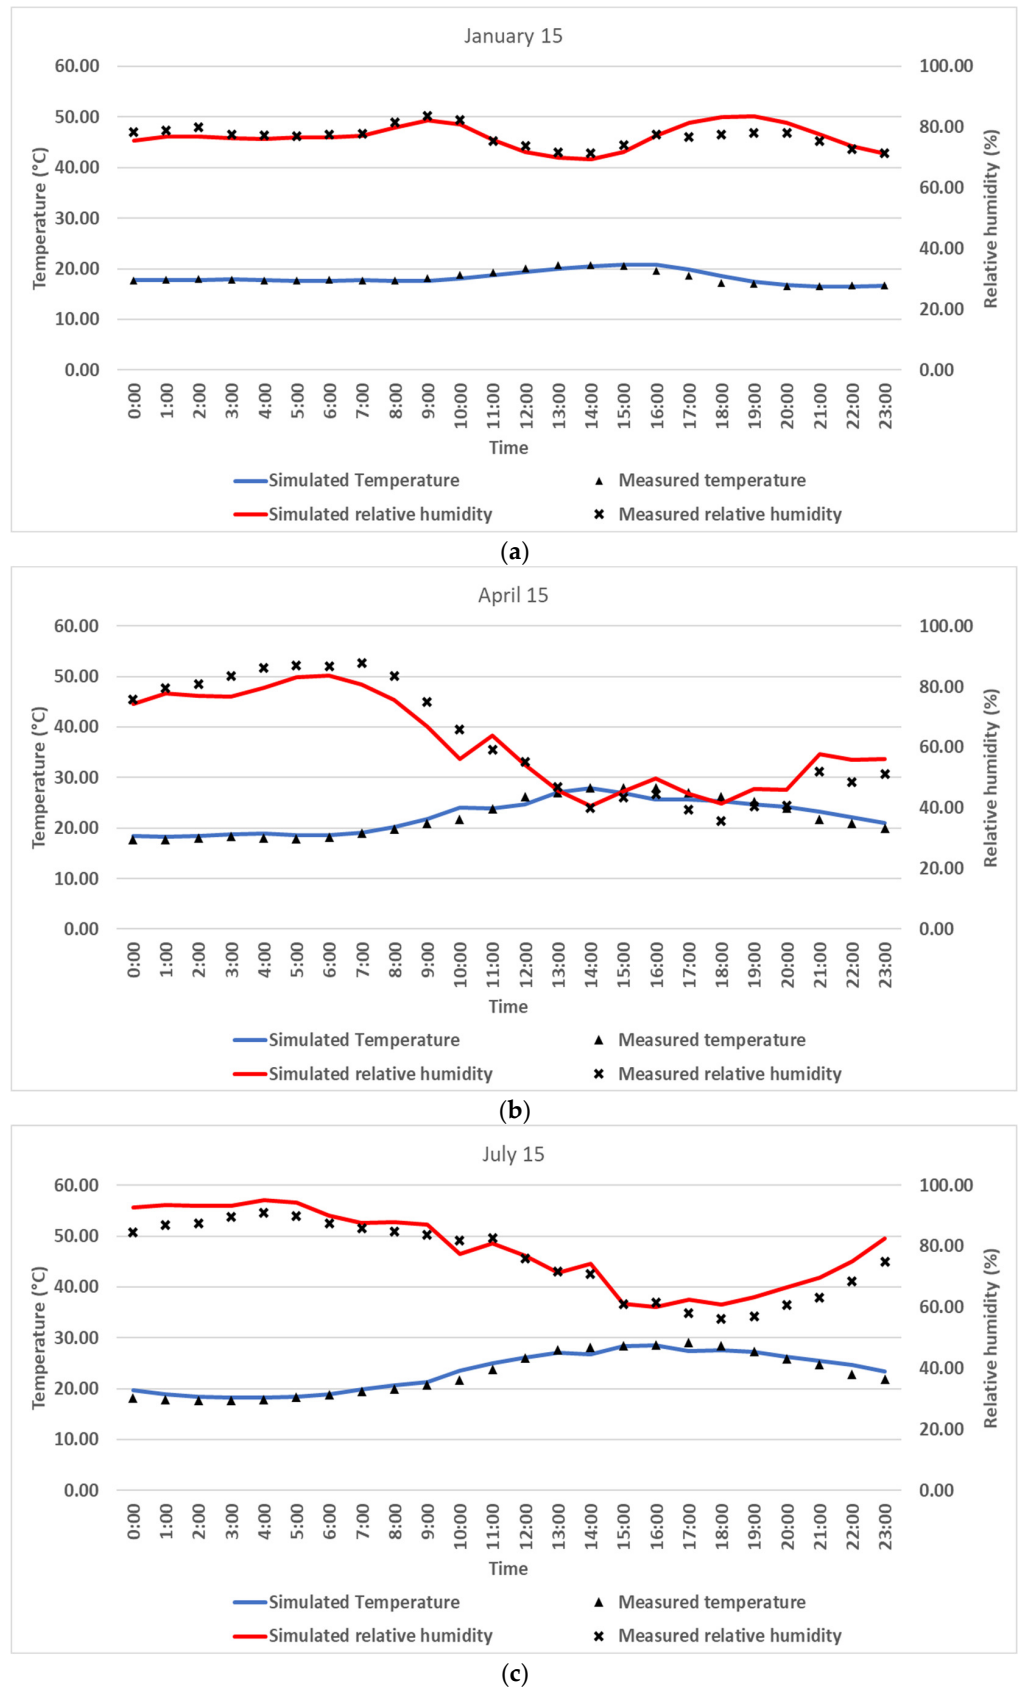 January 15
60.00 100.00
50.00 80.00
40.00 60.00
30.00 40.00
20.00 20.00
10.00 0.00
0.00
Temperature (°C)
Relative humidity (%)
0:00 1:00 2:00 3:00 4:00 5:00 6:00 7:00 8:00 9:00 10:00 11:00 12:00 13:00 14:00 15:00 16:00 17:00 18:00 19:00 20:00 21:00 22:00 23:00
Time
Simulated Temperature Measured temperature
Simulated relative humidity Measured relative humidity
(a)
April 15
60.00 100.00
50.00 80.00
40.00 60.00
30.00 40.00
20.00 20.00
10.00 0.00
0.00
Temperature (°C)
Relative humidity (%)
0:00 1:00 2:00 3:00 4:00 5:00 6:00 7:00 8:00 9:00 10:00 11:00 12:00 13:00 14:00 15:00 16:00 17:00 18:00 19:00 20:00 21:00 22:00 23:00
Time
Simulated Temperature Measured temperature
Simulated relative humidity Measured relative humidity
(b)
July 15
60.00 100.00
50.00 80.00
40.00 60.00
30.00 40.00
20.00 20.00
10.00 0.00
0.00
Temperature (°C)
Relative humidity (%)
0:00 1:00 2:00 3:00 4:00 5:00 6:00 7:00 8:00 9:00 10:00 11:00 12:00 13:00 14:00 15:00 16:00 17:00 18:00 19:00 20:00 21:00 22:00 23:00
Time
Simulated Temperature Measured temperature
Simulated relative humidity Measured relative humidity
(c)